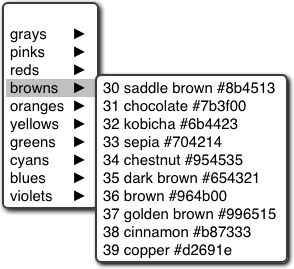 grays ▶
pinks ▶
reds ▶
browns ▶
oranges ▶
yellows ▶
greens ▶
cyans ▶
blues ▶
violets ▶
30 saddle brown #8b4513
31 chocolate #7b3f00
32 kobicha #6b4423
33 sepia #704214
34 chestnut #954535
35 dark brown #654321
36 brown #964b00
37 golden brown #996515
38 cinnamon #b87333
39 copper #d2691e